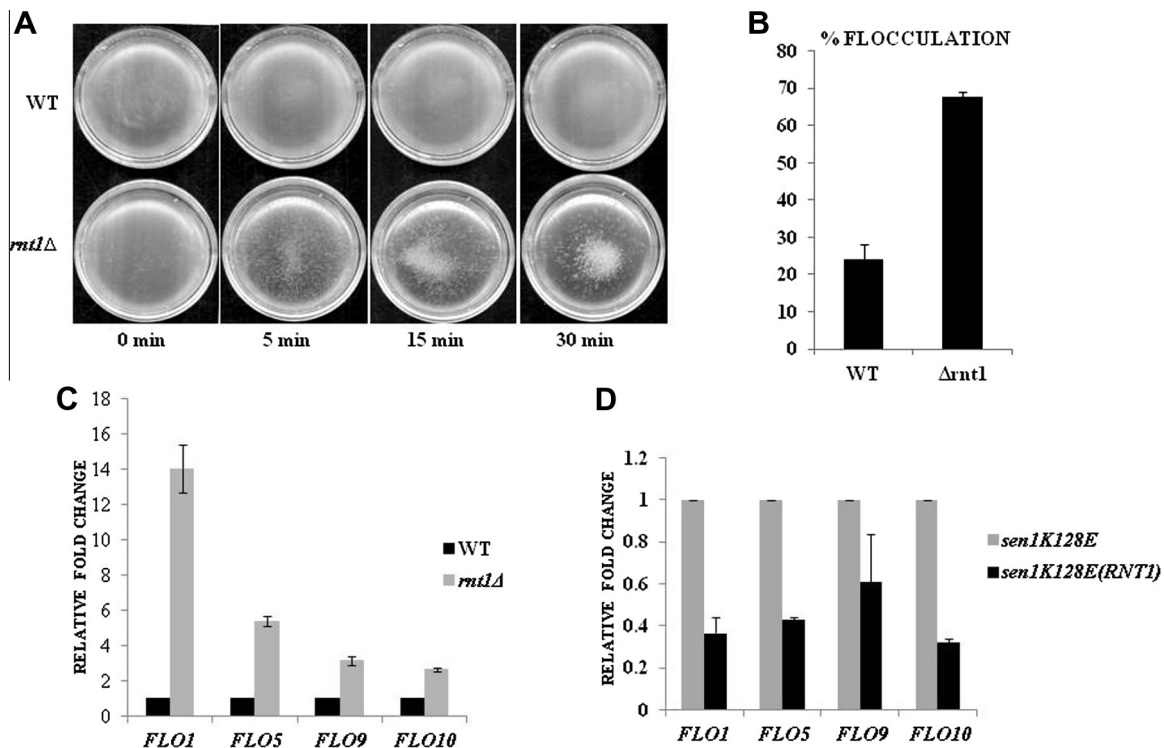 A
WT
rnt1Δ
0 min
5 min
15 min
30 min
B
% FLOCCULATION
80
70
60
50
40
30
20
10
0
WT
Δrnt1
C
RELATIVE FOLD CHANGE
18
16
14
12
10
8
6
4
2
0
FLO1
FLO5
FLO9
FLO10
WT
rnt1Δ
D
RELATIVE FOLD CHANGE
1.2
1
0.8
0.6
0.4
0.2
0
FLO1
FLO5
FLO9
FLO10
sen1K128E
sen1K128E(RNT1)